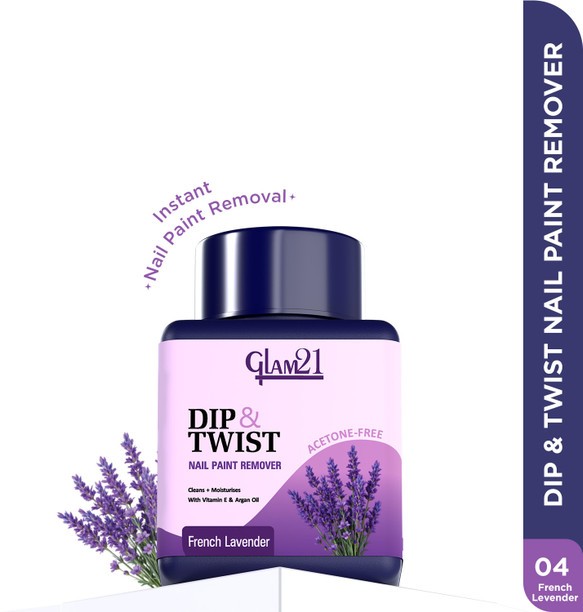 Instant
Nail Paint Removal
GLAM21
DIP &
TWIST
NAIL PAINT REMOVER
ACETONE-FREE
Cleans + Moisturises
With Vitamin E & Argan Oil
French Lavender
DIP & TWIST NAIL PAINT REMOVER
04
French
Levender